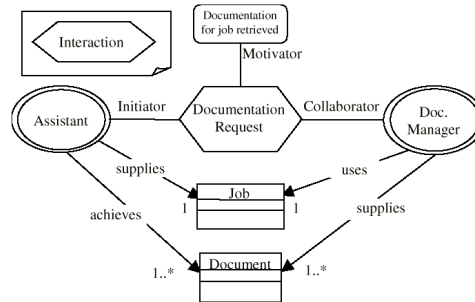 Documentation
for job retrieved
Interaction
Motivator
Initiator
Collaborator
Assistant
Documentation
Request
Doc.
Manager
supplies
uses
Job
1
1
achieves
supplies
Document
1..*
1..*